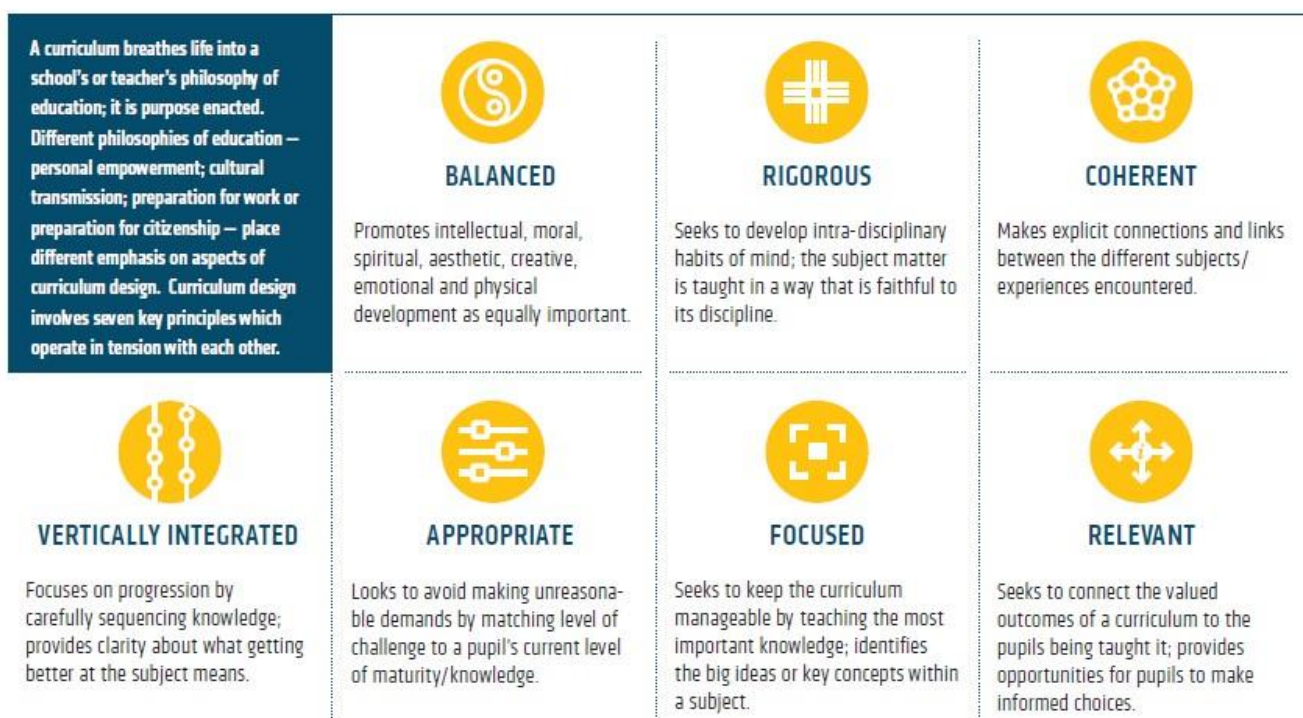 A curriculum breathes life into a
school's or teacher's philosophy of
education; it is purpose enacted.
Different philosophies of education –
personal empowerment; cultural
transmission; preparation for work or
preparation for citizenship – place
different emphasis on aspects of
curriculum design. Curriculum design
involves seven key principles which
operate in tension with each other.
BALANCED
Promotes intellectual, moral,
spiritual, aesthetic, creative,
emotional and physical
development as equally important.
RIGOROUS
Seeks to develop intra-disciplinary
habits of mind; the subject matter
is taught in a way that is faithful to
its discipline.
COHERENT
Makes explicit connections and links
between the different subjects/
experiences encountered.
VERTICALLY INTEGRATED
Focuses on progression by
carefully sequencing knowledge;
provides clarity about what getting
better at the subject means.
APPROPRIATE
Looks to avoid making unreasona-
ble demands by matching level of
challenge to a pupil's current level
of maturity/knowledge.
FOCUSED
Seeks to keep the curriculum
manageable by teaching the most
important knowledge; identifies
the big ideas or key concepts within
a subject.
i
RELEVANT
Seeks to connect the valued
outcomes of a curriculum to the
pupils being taught it; provides
opportunities for pupils to make
informed choices.